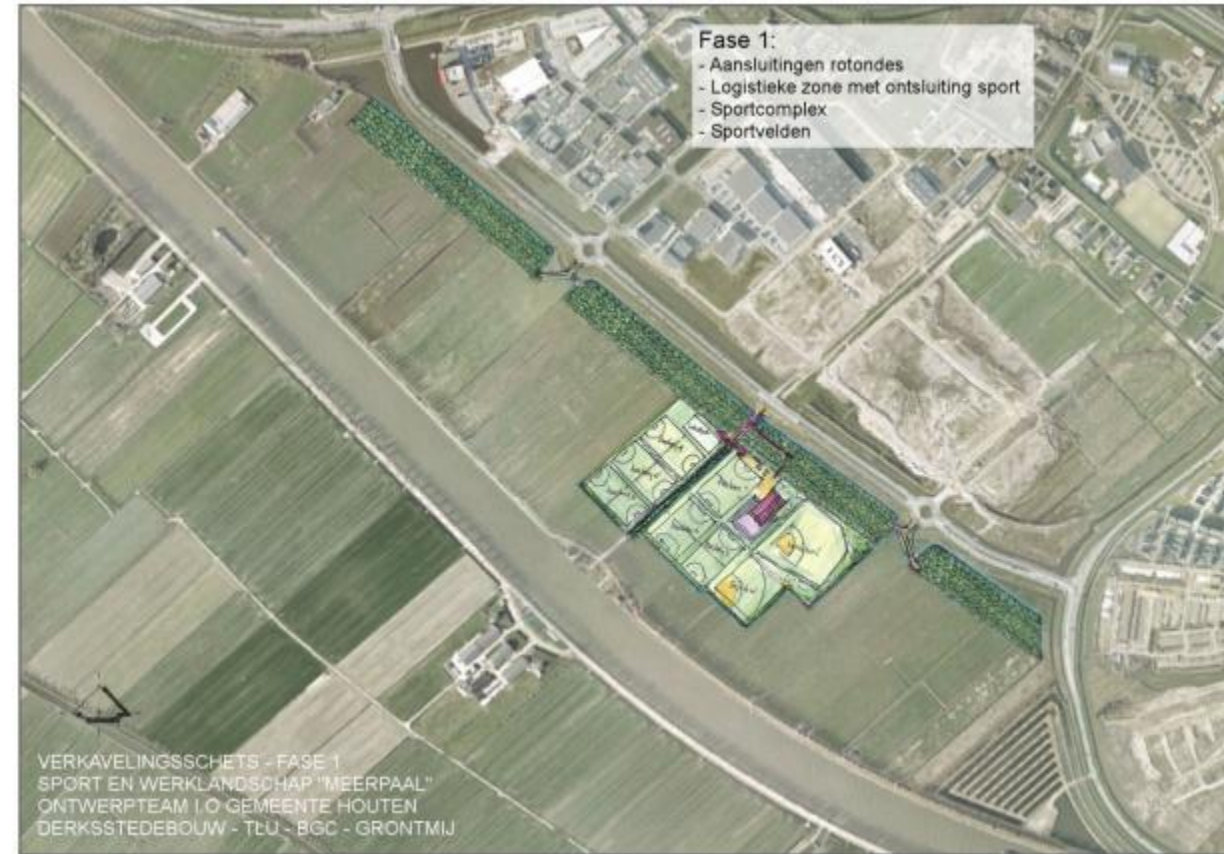 Fase 1:
- Aansluitingen rotondes
- Logistieke zone met ontsluiting sport
- Sportcomplex
- Sportvelden
VERKAVELINGSSCHETS - FASE 1
SPORT EN WERKLANDSCHAP "MEERPAAL"
ONTWERPTEAM I.O GEMEENTE HOUTEN
DERKSSTEDEBOUW - TLU - BGC - GRONTMIJ